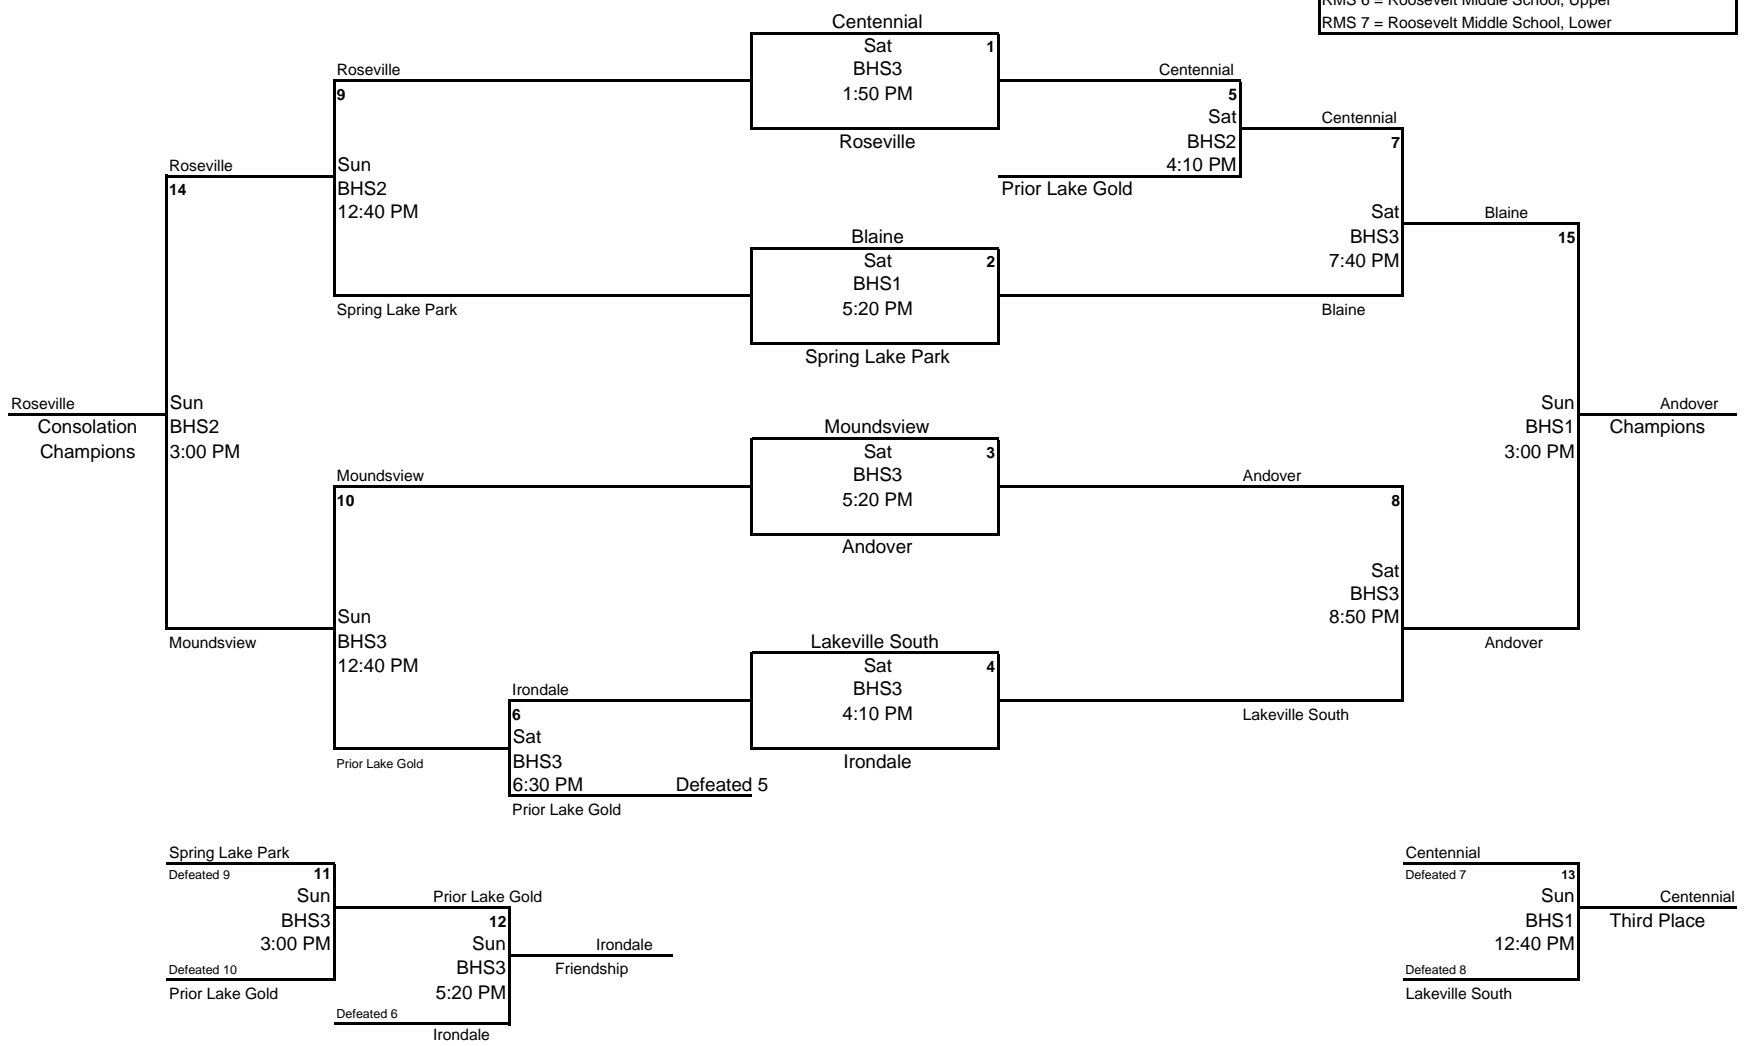 RMS 6 = Roosevelt Middle School, Upper
RMS 7 = Roosevelt Middle School, Lower
Centennial
Sat 1
BHS3
1:50 PM
Roseville
Roseville
9
Sun
BHS2
12:40 PM
Centennial
5
Sat
BHS2
4:10 PM
Prior Lake Gold
Centennial
7
Sat
BHS3
7:40 PM
Roseville
14
Blaine
Sat 2
BHS1
5:20 PM
Spring Lake Park
Spring Lake Park
Blaine
Blaine
15
Roseville
Consolation
Champions
Sun
BHS2
3:00 PM
Sun
BHS1
3:00 PM
Andover
Champions
Moundsview
Sat 3
BHS3
5:20 PM
Andover
Moundsview
10
Sun
BHS3
12:40 PM
Andover
8
Sat
BHS3
8:50 PM
Moundsview
Andover
Lakeville South
Sat 4
BHS3
4:10 PM
Irondale
Irondale
6
Sat
BHS3
6:30 PM Defeated 5
Prior Lake Gold
Prior Lake Gold
Lakeville South
Spring Lake Park
Defeated 9 11
Sun
BHS3
3:00 PM
Defeated 10
Prior Lake Gold
Prior Lake Gold
12
Sun
BHS3
5:20 PM
Defeated 6
Irondale
Irondale
Friendship
Centennial
Defeated 7 13
Sun
BHS1
12:40 PM
Defeated 8
Lakeville South
Centennial
Third Place